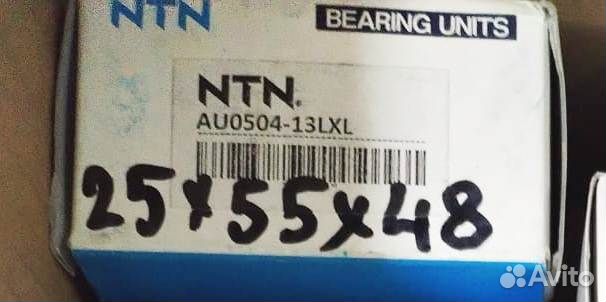 NTN
BEARING UNITS
NTN.
AU0504-13LXL
25x55x48
Avito